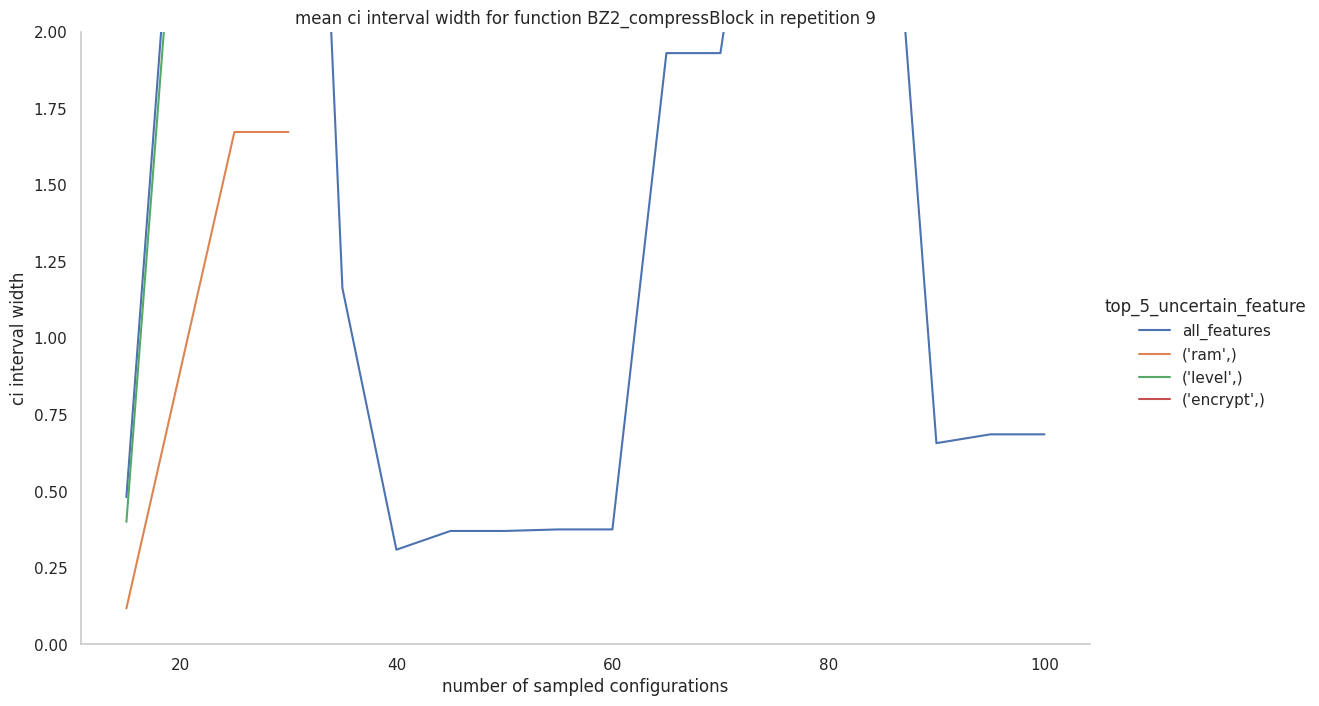 mean ci interval width for function BZ2_compressBlock in repetition 9
2.00
1.75
1.50
1.25
1.00
0.75
0.50
0.25
0.00
ci interval width
20
40
60
80
100
number of sampled configurations
top_5_uncertain_feature
all_features
('ram',)
('level',)
('encrypt',)